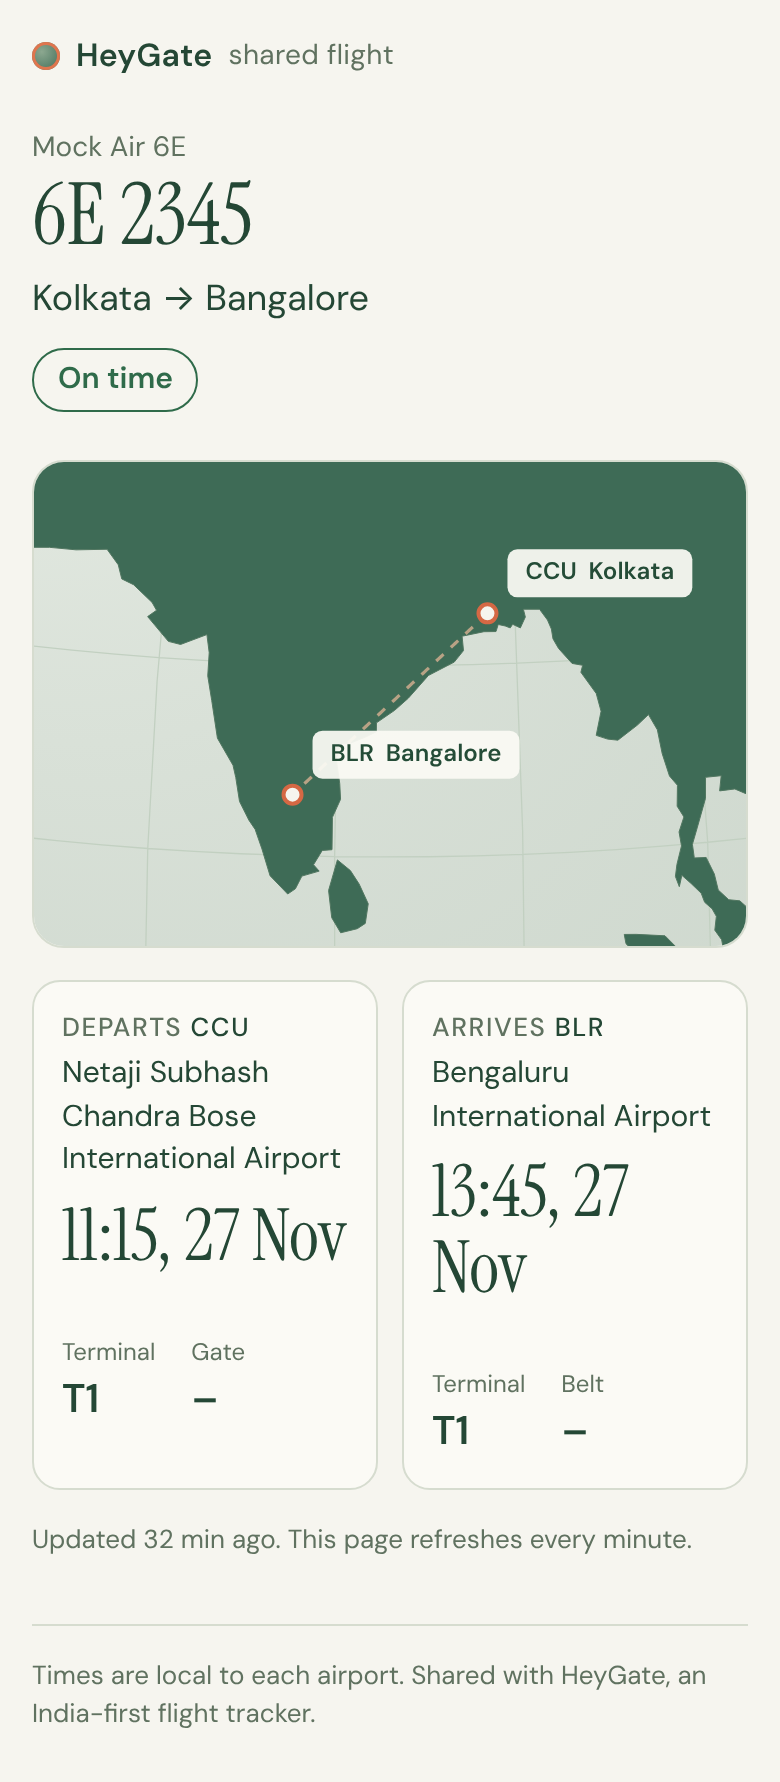 HeyGate shared flight
Mock Air 6E
6E 2345
Kolkata → Bangalore
On time
CCU Kolkata
BLR Bangalore
DEPARTS CCU
Netaji Subhash
Chandra Bose
International Airport
11:15, 27 Nov
Terminal Gate
T1 –
ARRIVES BLR
Bengaluru
International Airport
13:45, 27
Nov
Terminal Belt
T1 –
Updated 32 min ago. This page refreshes every minute.
Times are local to each airport. Shared with HeyGate, an
India-first flight tracker.